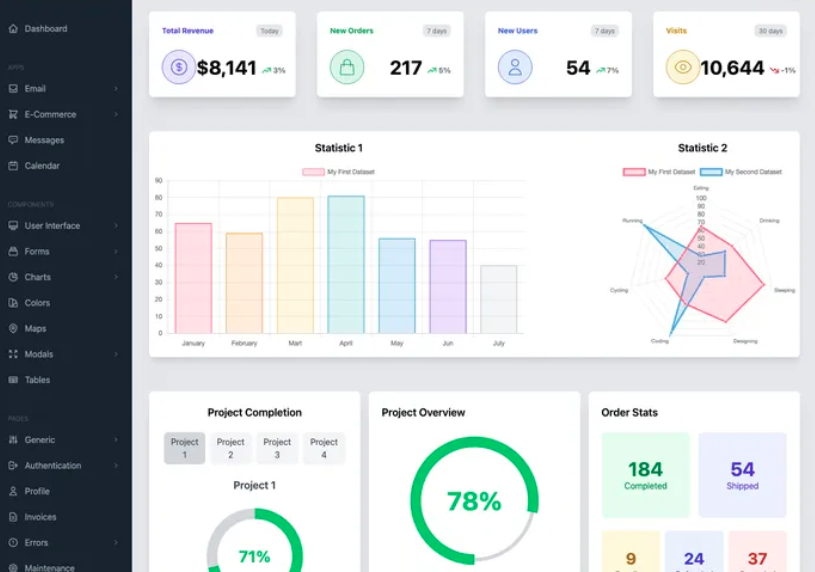 Dashboard
APPS
Email
E-Commerce
Messages
Calendar
COMPONENTS
User Interface
Forms
Charts
Colors
Maps
Modals
Tables
PAGES
Generic
Authentication
Profile
Invoices
Errors
Maintenance
Total Revenue Today
$8,141 3%
New Orders 7 days
217 5%
New Users 7 days
54 7%
Visits 30 days
10,644 -1%
Statistic 1
My First Dataset
90
80
70
60
50
40
30
20
10
0
January February Mart April May Jun July
Statistic 2
My First Dataset My Second Dataset
Eating
Drinking
Sleeping
Designing
Coding
Cycling
Running
100
90
80
70
60
50
40
30
20
Project Completion
Project 1
Project 2
Project 3
Project 4
Project 1
71%
Project Overview
78%
Order Stats
184
Completed
54
Shipped
9
24
37